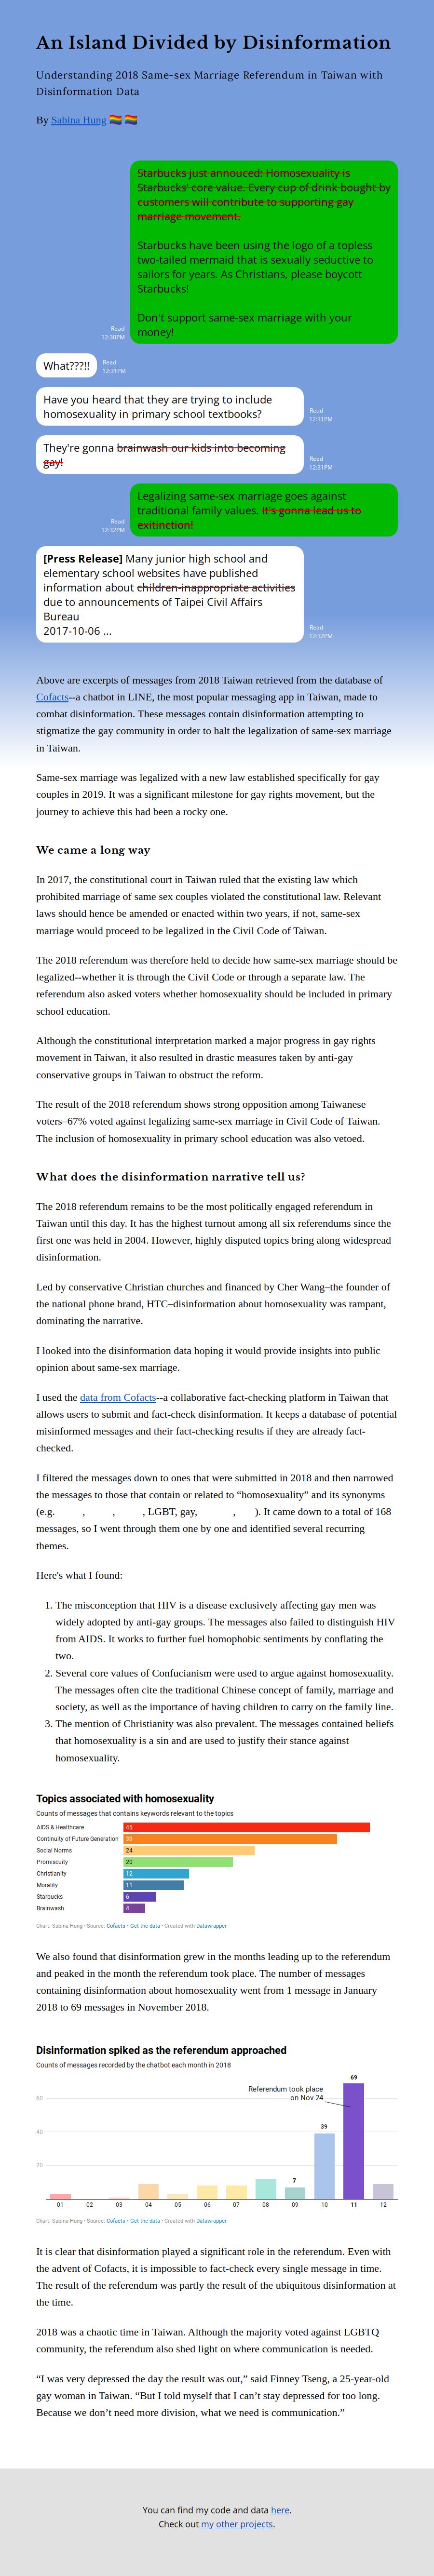 An Island Divided by Disinformation
Understanding 2018 Same-sex Marriage Referendum in Taiwan with
Disinformation Data
By Sabina Hung 🏳️‍🌈 🏳️‍🌈
Starbucks just annouced: Homosexuality is
Starbucks' core value. Every cup of drink bought by
customers will contribute to supporting gay
marriage movement.
Starbucks have been using the logo of a topless
two-tailed mermaid that is sexually seductive to
sailors for years. As Christians, please boycott
Starbucks!
Don't support same-sex marriage with your
money!
Read
12:30PM
What???!!
Read
12:31PM
Have you heard that they are trying to include
homosexuality in primary school textbooks?
Read
12:31PM
They're gonna brainwash our kids into becoming
gay!
Read
12:31PM
Legalizing same-sex marriage goes against
traditional family values. It's gonna lead us to
exitinction!
Read
12:32PM
[Press Release] Many junior high school and
elementary school websites have published
information about children-inappropriate activities
due to announcements of Taipei Civil Affairs
Bureau
2017-10-06 ...
Read
12:32PM
Above are excerpts of messages from 2018 Taiwan retrieved from the database of
Cofacts--a chatbot in LINE, the most popular messaging app in Taiwan, made to
combat disinformation. These messages contain disinformation attempting to
stigmatize the gay community in order to halt the legalization of same-sex marriage
in Taiwan.
Same-sex marriage was legalized with a new law established specifically for gay
couples in 2019. It was a significant milestone for gay rights movement, but the
journey to achieve this had been a rocky one.
We came a long way
In 2017, the constitutional court in Taiwan ruled that the existing law which
prohibited marriage of same sex couples violated the constitutional law. Relevant
laws should hence be amended or enacted within two years, if not, same-sex
marriage would proceed to be legalized in the Civil Code of Taiwan.
The 2018 referendum was therefore held to decide how same-sex marriage should be
legalized--whether it is through the Civil Code or through a separate law. The
referendum also asked voters whether homosexuality should be included in primary
school education.
Although the constitutional interpretation marked a major progress in gay rights
movement in Taiwan, it also resulted in drastic measures taken by anti-gay
conservative groups in Taiwan to obstruct the reform.
The result of the 2018 referendum shows strong opposition among Taiwanese
voters–67% voted against legalizing same-sex marriage in Civil Code of Taiwan.
The inclusion of homosexuality in primary school education was also vetoed.
What does the disinformation narrative tell us?
The 2018 referendum remains to be the most politically engaged referendum in
Taiwan until this day. It has the highest turnout among all six referendums since the
first one was held in 2004. However, highly disputed topics bring along widespread
disinformation.
Led by conservative Christian churches and financed by Cher Wang–the founder of
the national phone brand, HTC–disinformation about homosexuality was rampant,
dominating the narrative.
I looked into the disinformation data hoping it would provide insights into public
opinion about same-sex marriage.
I used the data from Cofacts--a collaborative fact-checking platform in Taiwan that
allows users to submit and fact-check disinformation. It keeps a database of potential
misinformed messages and their fact-checking results if they are already fact-
checked.
I filtered the messages down to ones that were submitted in 2018 and then narrowed
the messages to those that contain or related to “homosexuality” and its synonyms
(e.g. , , , LGBT, gay, , ). It came down to a total of 168
messages, so I went through them one by one and identified several recurring
themes.
Here's what I found:
1. The misconception that HIV is a disease exclusively affecting gay men was
widely adopted by anti-gay groups. The messages also failed to distinguish HIV
from AIDS. It works to further fuel homophobic sentiments by conflating the
two.
2. Several core values of Confucianism were used to argue against homosexuality.
The messages often cite the traditional Chinese concept of family, marriage and
society, as well as the importance of having children to carry on the family line.
3. The mention of Christianity was also prevalent. The messages contained beliefs
that homosexuality is a sin and are used to justify their stance against
homosexuality.
Topics associated with homosexuality
Counts of messages that contains keywords relevant to the topics
AIDS & Healthcare 45
Continuity of Future Generation 39
Social Norms 24
Promiscuity 20
Christianity 12
Morality 11
Starbucks 6
Brainwash 4
Chart: Sabina Hung • Source: Cofacts • Get the data • Created with Datawrapper
We also found that disinformation grew in the months leading up to the referendum
and peaked in the month the referendum took place. The number of messages
containing disinformation about homosexuality went from 1 message in January
2018 to 69 messages in November 2018.
Disinformation spiked as the referendum approached
Counts of messages recorded by the chatbot each month in 2018
69
Referendum took place
on Nov 24
60
39
40
20
7
01 02 03 04 05 06 07 08 09 10 11 12
Chart: Sabina Hung • Source: Cofacts • Get the data • Created with Datawrapper
It is clear that disinformation played a significant role in the referendum. Even with
the advent of Cofacts, it is impossible to fact-check every single message in time.
The result of the referendum was partly the result of the ubiquitous disinformation at
the time.
2018 was a chaotic time in Taiwan. Although the majority voted against LGBTQ
community, the referendum also shed light on where communication is needed.
“I was very depressed the day the result was out,” said Finney Tseng, a 25-year-old
gay woman in Taiwan. “But I told myself that I can’t stay depressed for too long.
Because we don’t need more division, what we need is communication.”
You can find my code and data here.
Check out my other projects.